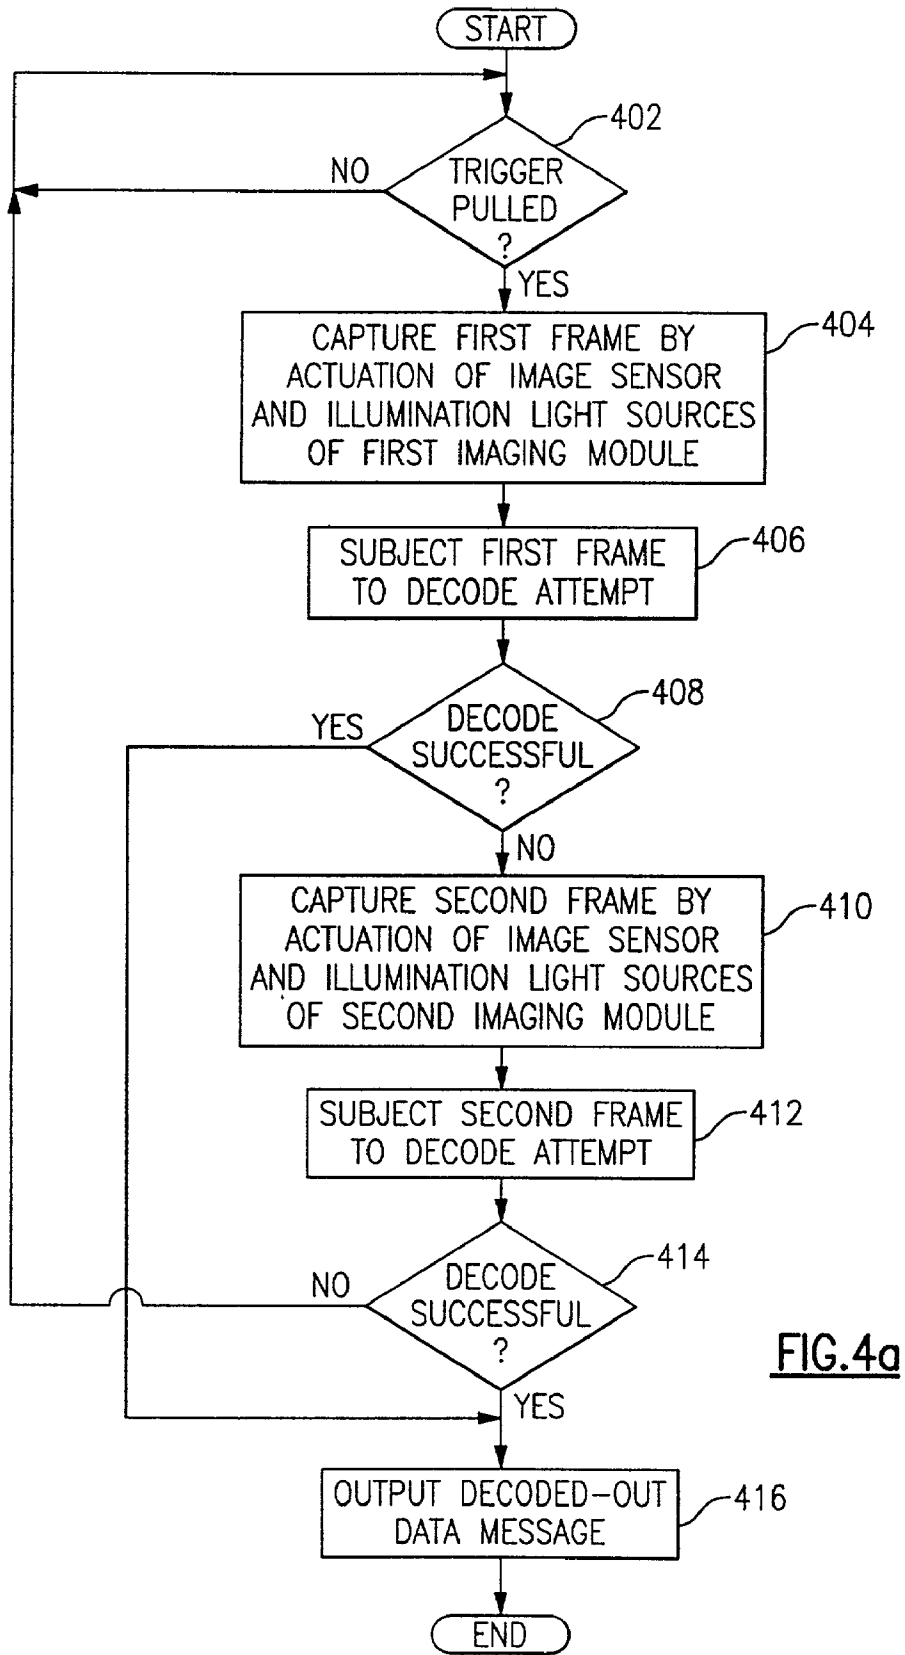 START
402
TRIGGER
PULLED
?
NO
YES
404
CAPTURE FIRST FRAME BY
ACTUATION OF IMAGE SENSOR
AND ILLUMINATION LIGHT SOURCES
OF FIRST IMAGING MODULE
406
SUBJECT FIRST FRAME
TO DECODE ATTEMPT
408
YES
DECODE
SUCCESSFUL
?
NO
410
CAPTURE SECOND FRAME BY
ACTUATION OF IMAGE SENSOR
AND ILLUMINATION LIGHT SOURCES
OF SECOND IMAGING MODULE
412
SUBJECT SECOND FRAME
TO DECODE ATTEMPT
414
NO
DECODE
SUCCESSFUL
?
FIG.4a
YES
416
OUTPUT DECODED-OUT
DATA MESSAGE
END